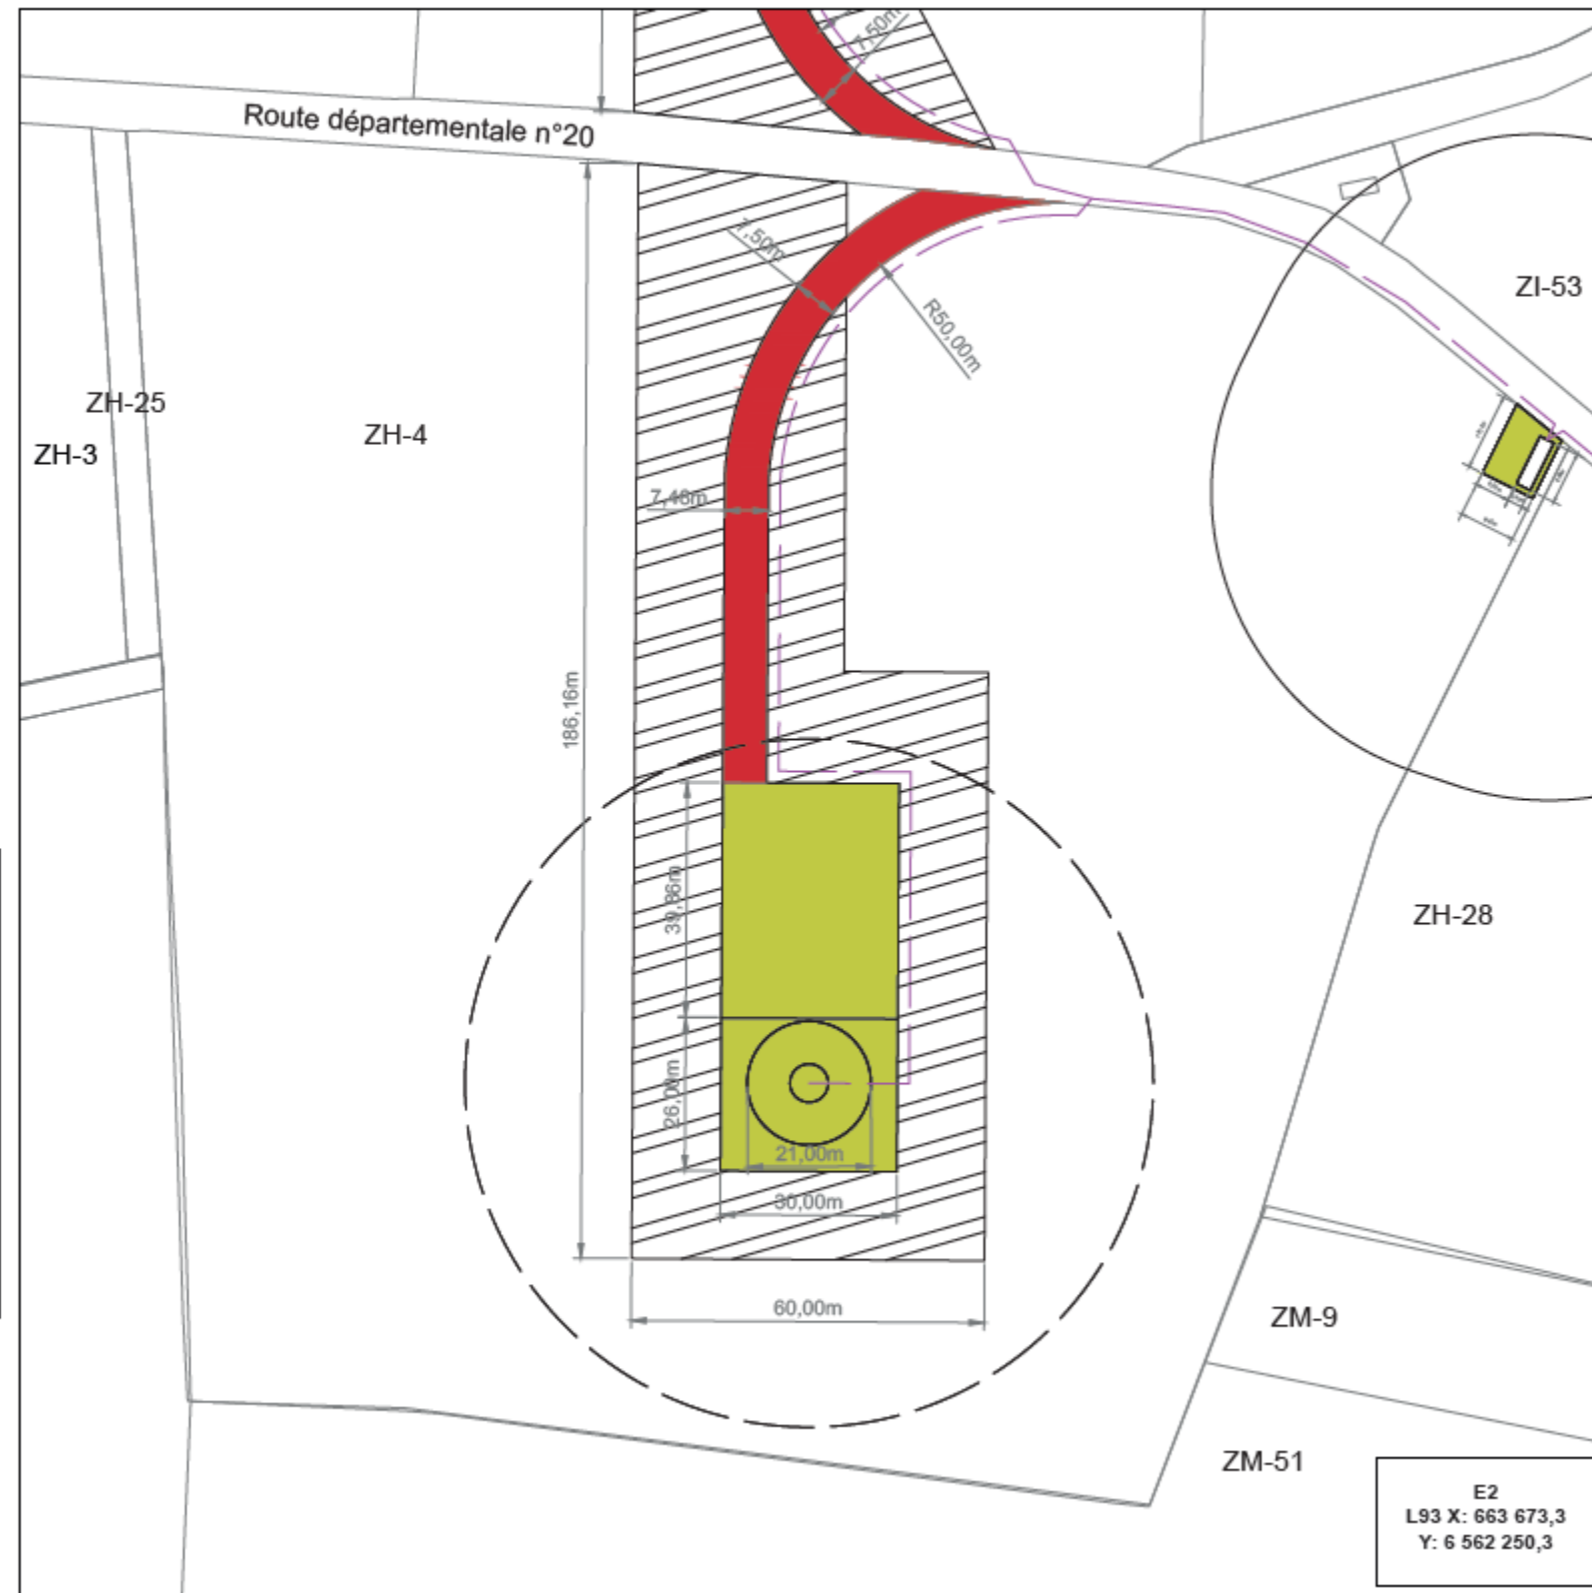 7,50m
Route départementale n°20
7,50m
R50,00m
ZI-53
ZH-25
ZH-3
ZH-4
7,48m
186,16m
39,86m
ZH-28
26,00m
21,00m
30,00m
60,00m
ZM-9
ZM-51
E2
L93 X: 663 673,3
Y: 6 562 250,3